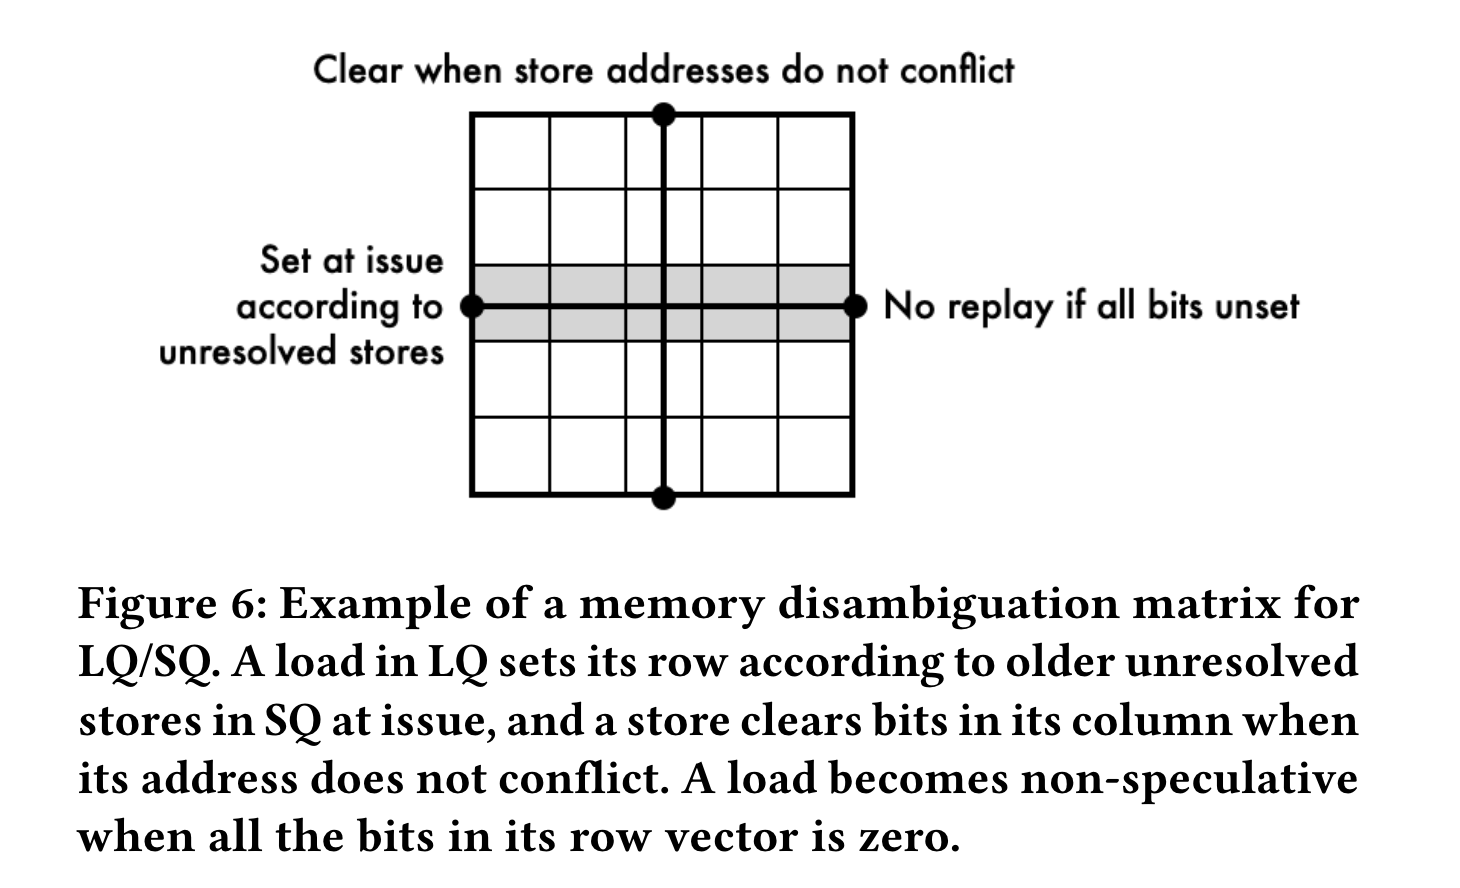 Clear when store addresses do not conflict
Set at issue
according to
unresolved stores
No replay if all bits unset
Figure 6: Example of a memory disambiguation matrix for
LQ/SQ. A load in LQ sets its row according to older unresolved
stores in SQ at issue, and a store clears bits in its column when
its address does not conflict. A load becomes non-speculative
when all the bits in its row vector is zero.